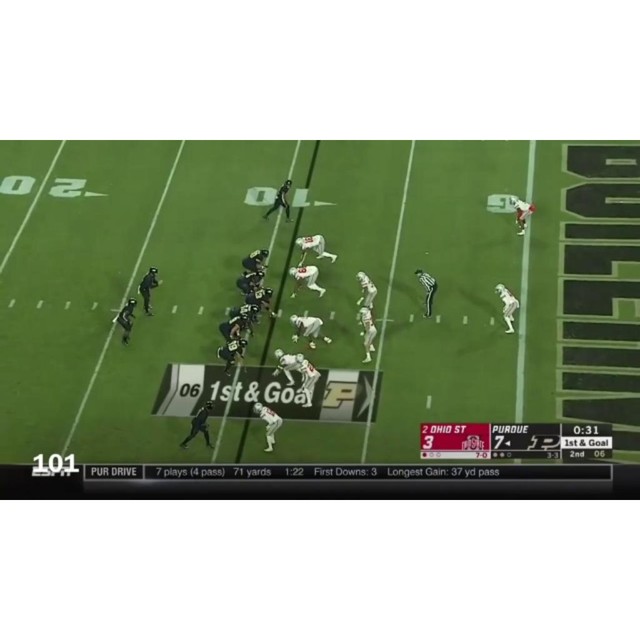 20
10
G
BOILERM
06 1st & Goal P
2 OHIO ST PURDUE 0:31
3 7 1st & Goal
7-0 3-3 2nd 06
101
ESPN PUR DRIVE 7 plays (4 pass) 71 yards 1:22 First Downs: 3 Longest Gain: 37 yd pass